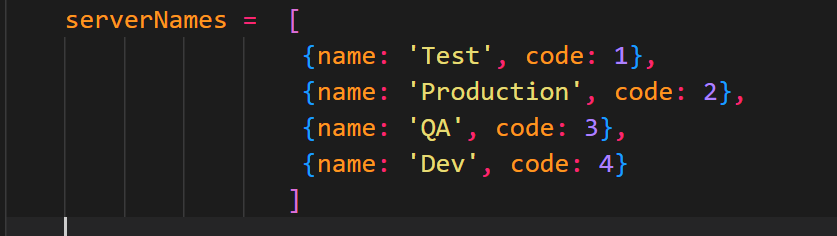 serverNames = [
{name: 'Test', code: 1},
{name: 'Production', code: 2},
{name: 'QA', code: 3},
{name: 'Dev', code: 4}
]